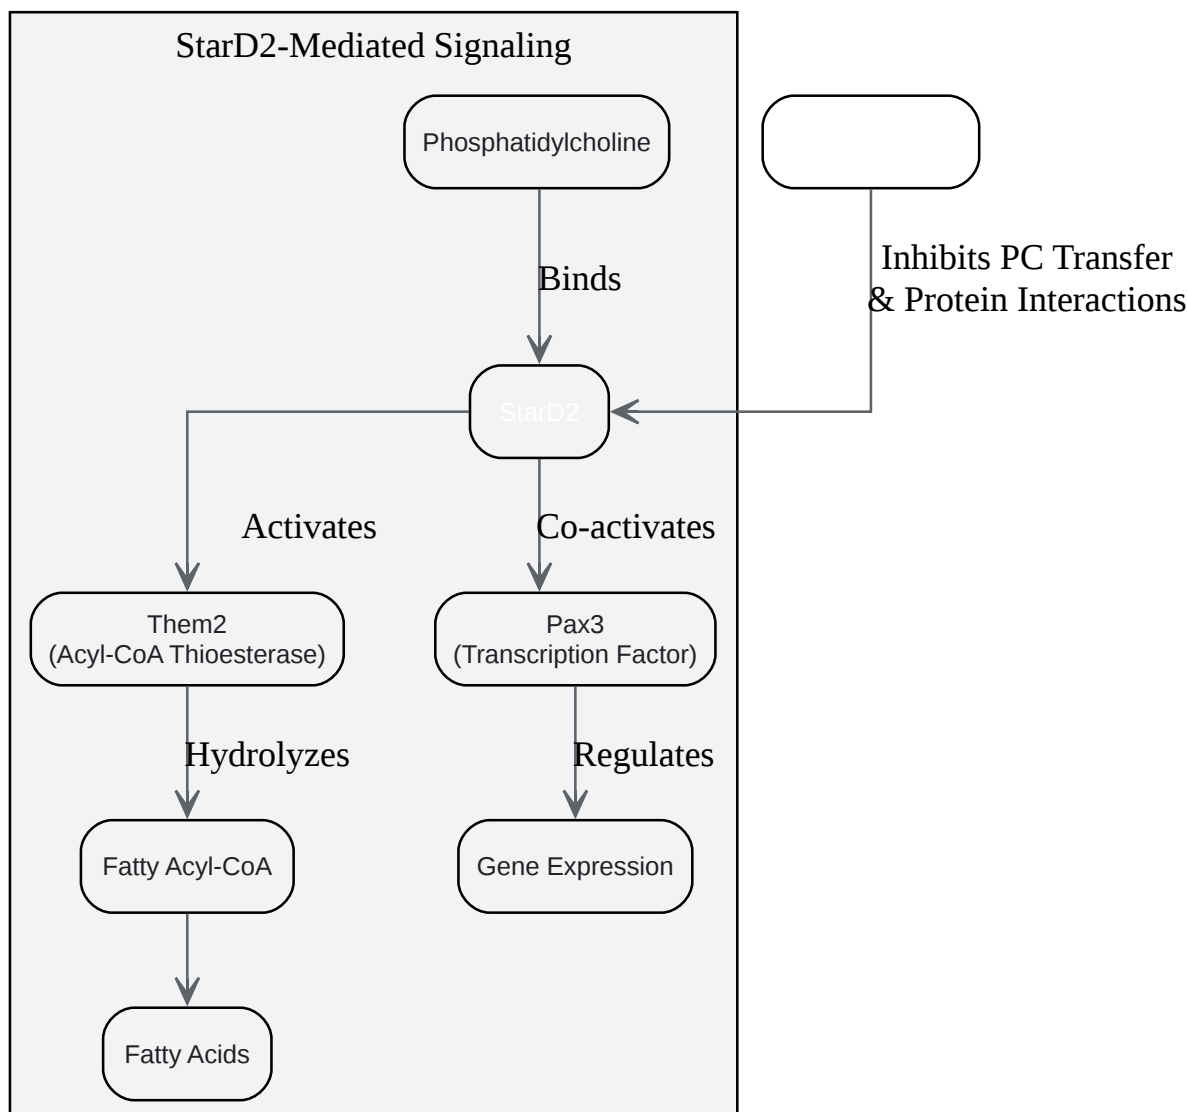 StarD2-Mediated Signaling
Phosphatidylcholine
Inhibits PC Transfer
& Protein Interactions
Binds
StarD2
Activates
Co-activates
Them2
(Acyl-CoA Thioesterase)
Pax3
(Transcription Factor)
Hydrolyzes
Regulates
Fatty Acyl-CoA
Gene Expression
Fatty Acids